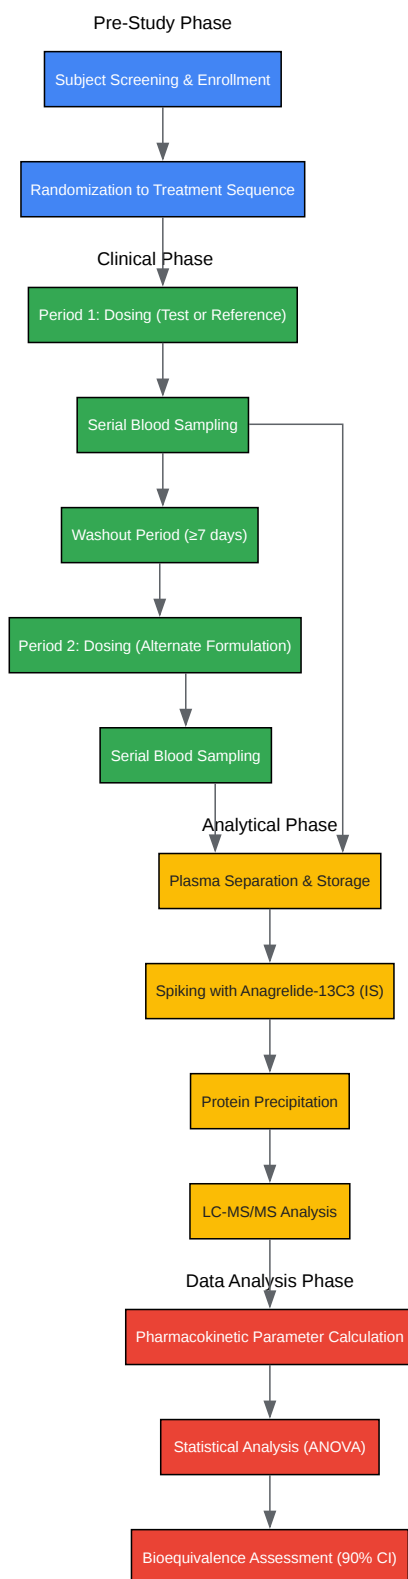 Pre-Study Phase
Subject Screening & Enrollment
Randomization to Treatment Sequence
Clinical Phase
Period 1: Dosing (Test or Reference)
Serial Blood Sampling
Washout Period (≥7 days)
Period 2: Dosing (Alternate Formulation)
Serial Blood Sampling
Analytical Phase
Plasma Separation & Storage
Spiking with Anagrelide-13C3 (IS)
Protein Precipitation
LC-MS/MS Analysis
Data Analysis Phase
Pharmacokinetic Parameter Calculation
Statistical Analysis (ANOVA)
Bioequivalence Assessment (90% CI)